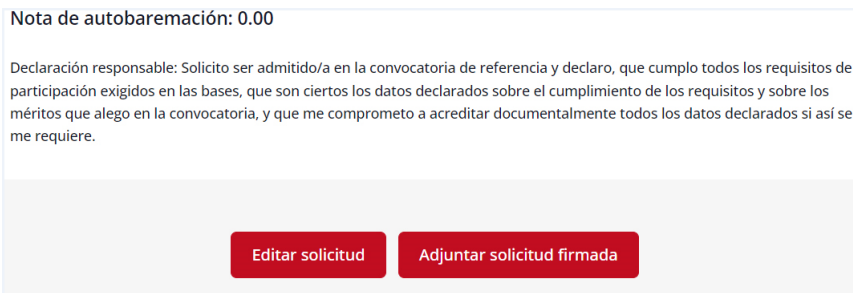 Nota de autobaremación: 0.00
Declaración responsable: Solicito ser admitido/a en la convocatoria de referencia y declaro, que cumplo todos los requisitos de
participación exigidos en las bases, que son ciertos los datos declarados sobre el cumplimiento de los requisitos y sobre los
méritos que alego en la convocatoria, y que me comprometo a acreditar documentalmente todos los datos declarados si así se
me requiere.
Editar solicitud
Adjuntar solicitud firmada